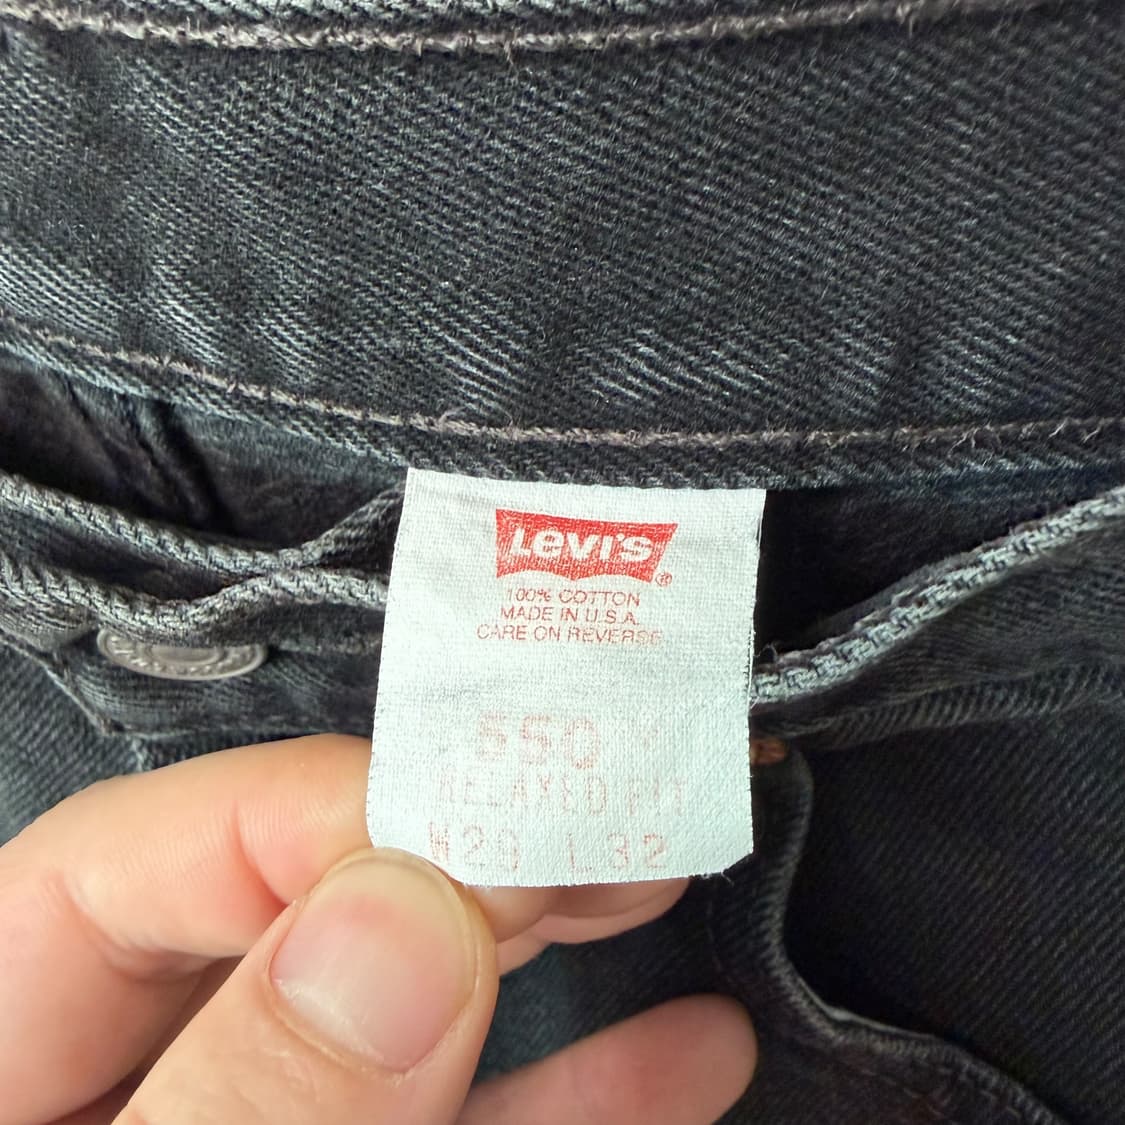 Levi's ®
100% COTTON
MADE IN U.S.A.
CARE ON REVERSE
550
RELAXED FIT
L 32